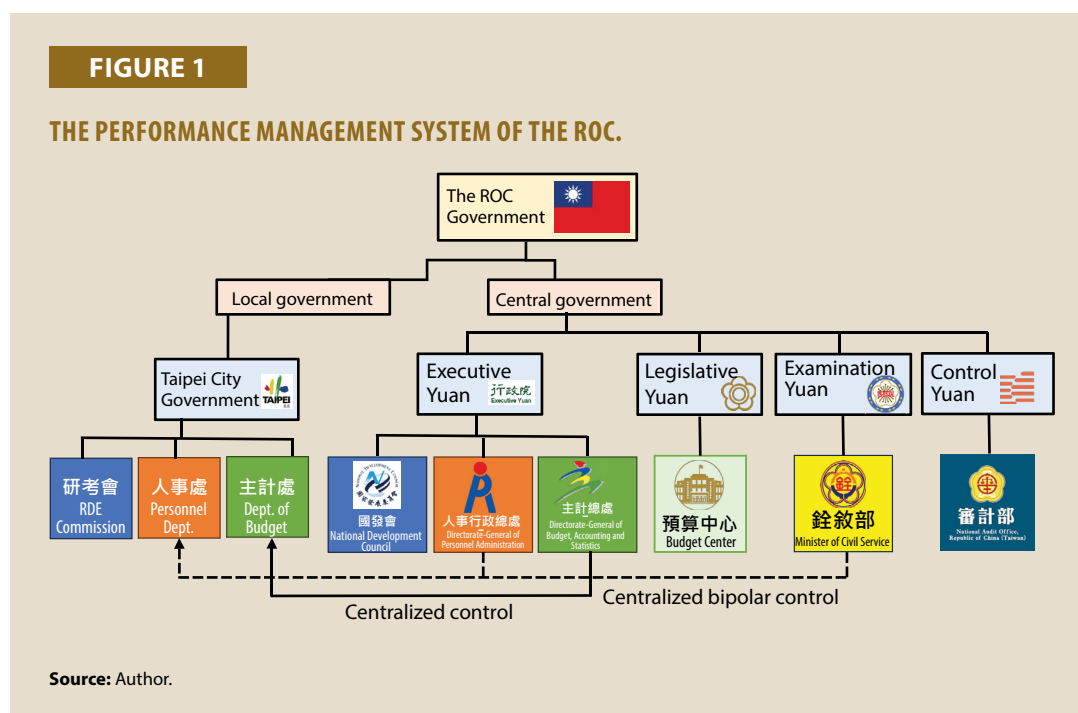 FIGURE 1
THE PERFORMANCE MANAGEMENT SYSTEM OF THE ROC.
The ROC
Government
Local government
Central government
Taipei City
Government
TAIPEI
Executive
Yuan
行政院
Executive Yuan
Legislative
Yuan
Examination
Yuan
Control
Yuan
研考會
RDE
Commission
人事處
Personnel
Dept.
主計處
Dept. of
Budget
國發會
National Development
Council
人事行政總處
Directorate-General of
Personnel Administration
主計總處
Directorate-General of
Budget, Accounting and
Statistics
預算中心
Budget Center
銓
銓敘部
Minister of Civil Service
審計部
National Audit Office,
Republic of China (Taiwan)
Centralized control
Centralized bipolar control
Source: Author.